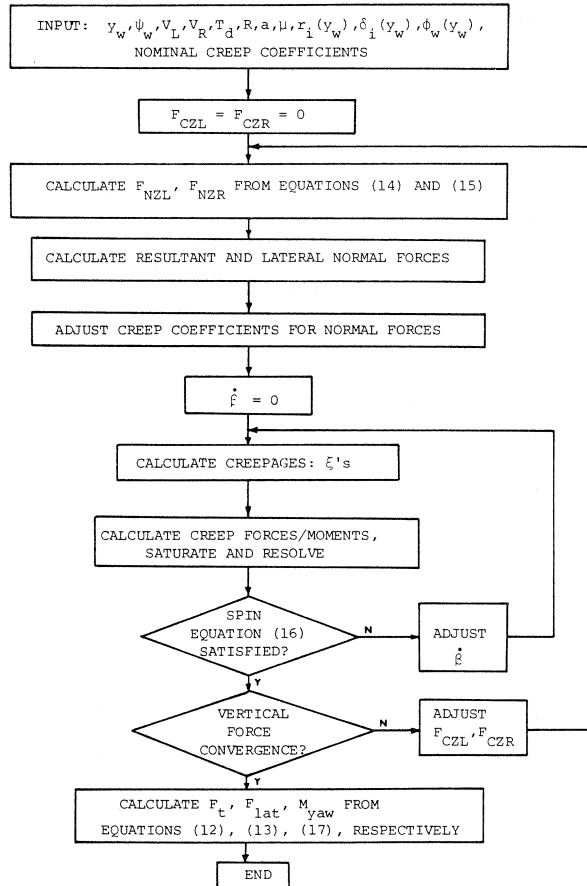 INPUT: y_w,ψ_w,V_L,V_R,T_d,R,a,μ,r_i(y_w),δ_i(y_w),ϕ_w(y_w),
NOMINAL CREEP COEFFICIENTS
F_CZL = F_CZR = 0
CALCULATE F_NZL, F_NZR FROM EQUATIONS (14) AND (15)
CALCULATE RESULTANT AND LATERAL NORMAL FORCES
ADJUST CREEP COEFFICIENTS FOR NORMAL FORCES
β̇ = 0
CALCULATE CREEPAGES: ξ's
CALCULATE CREEP FORCES/MOMENTS,
SATURATE AND RESOLVE
SPIN
EQUATION (16)
SATISFIED?
N
ADJUST
β̇
Y
VERTICAL
FORCE
CONVERGENCE?
N
ADJUST
F_CZL,F_CZR
Y
CALCULATE F_t, F_lat, M_yaw FROM
EQUATIONS (12), (13), (17), RESPECTIVELY
END